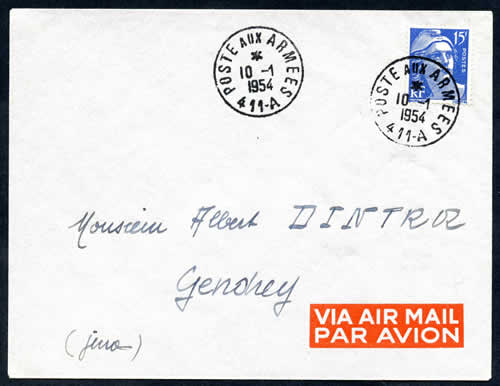 POSTE AUX ARMEES
*
10 -1
1954
411-A
15F
POSTES
POSTE AUX ARMEES
*
10 -1
1954
411-A
Monsieur Albert
Gendrey
(jura)
VIA AIR MAIL
PAR AVION